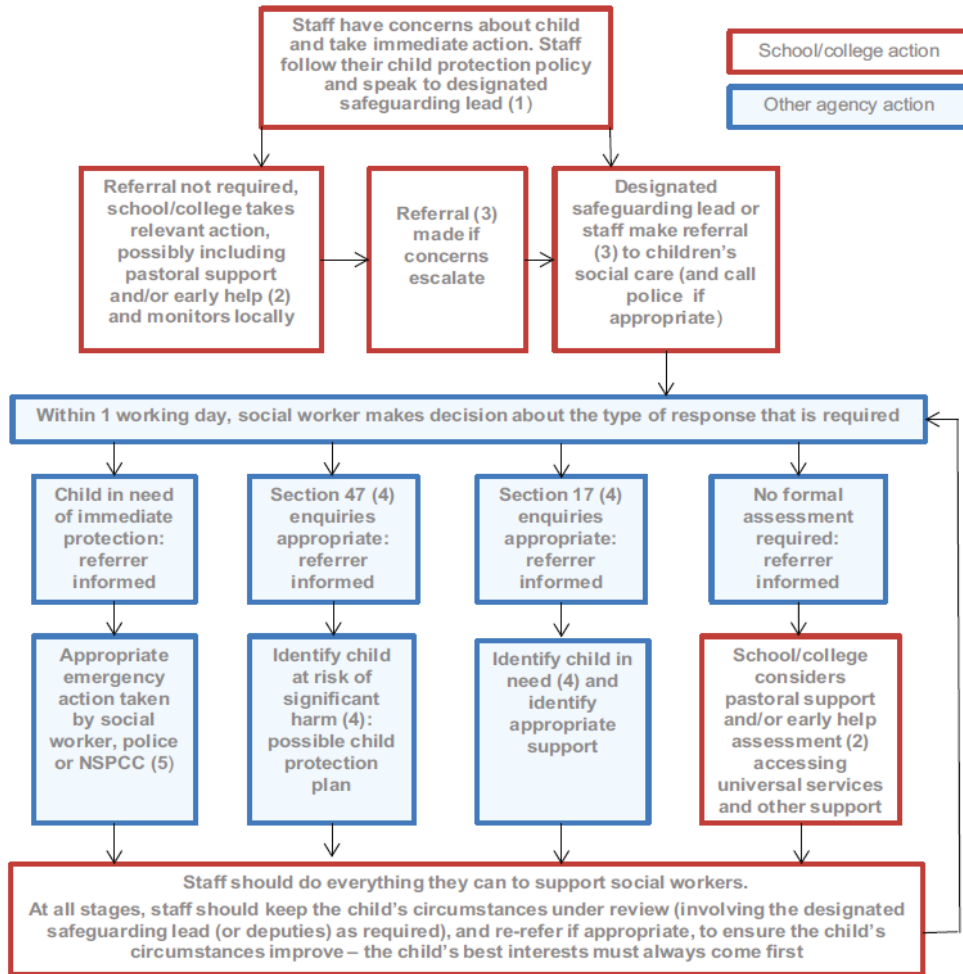 Staff have concerns about child
and take immediate action. Staff
follow their child protection policy
and speak to designated
safeguarding lead (1)
School/college action
Other agency action
Referral not required,
school/college takes
relevant action,
possibly including
pastoral support
and/or early help (2)
and monitors locally
Referral (3)
made if
concerns
escalate
Designated
safeguarding lead or
staff make referral
(3) to children’s
social care (and call
police if
appropriate)
Within 1 working day, social worker makes decision about the type of response that is required
Child in need
of immediate
protection:
referrer
informed
Section 47 (4)
enquiries
appropriate:
referrer
informed
Section 17 (4)
enquiries
appropriate:
referrer
informed
No formal
assessment
required:
referrer
informed
Appropriate
emergency
action taken
by social
worker, police
or NSPCC (5)
Identify child
at risk of
significant
harm (4):
possible child
protection
plan
Identify child in
need (4) and
identify
appropriate
support
School/college
considers
pastoral support
and/or early help
assessment (2)
accessing
universal services
and other support
Staff should do everything they can to support social workers.
At all stages, staff should keep the child’s circumstances under review (involving the designated
safeguarding lead (or deputies) as required), and re-refer if appropriate, to ensure the child’s
circumstances improve – the child’s best interests must always come first